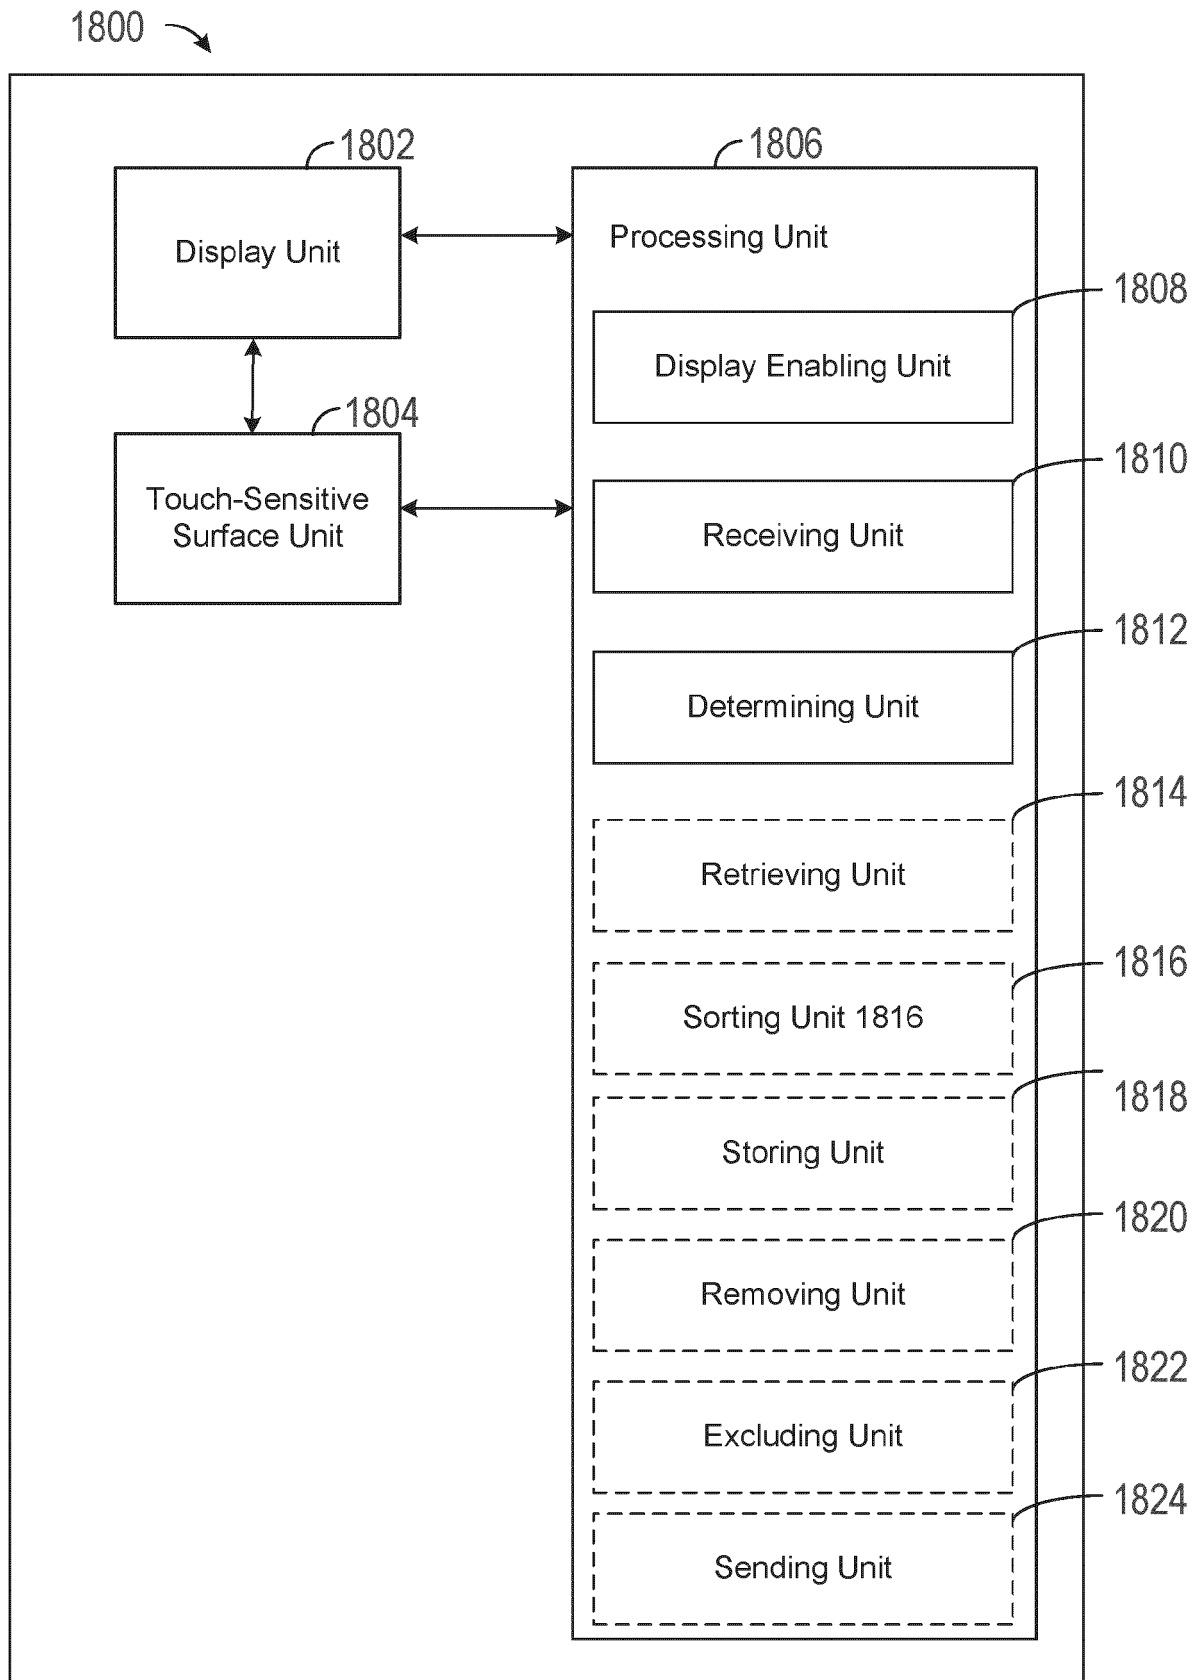 1800
1802
1806
Display Unit
Processing Unit
1808
Display Enabling Unit
1804
Touch-Sensitive
Surface Unit
1810
Receiving Unit
1812
Determining Unit
1814
Retrieving Unit
1816
Sorting Unit 1816
1818
Storing Unit
1820
Removing Unit
1822
Excluding Unit
1824
Sending Unit